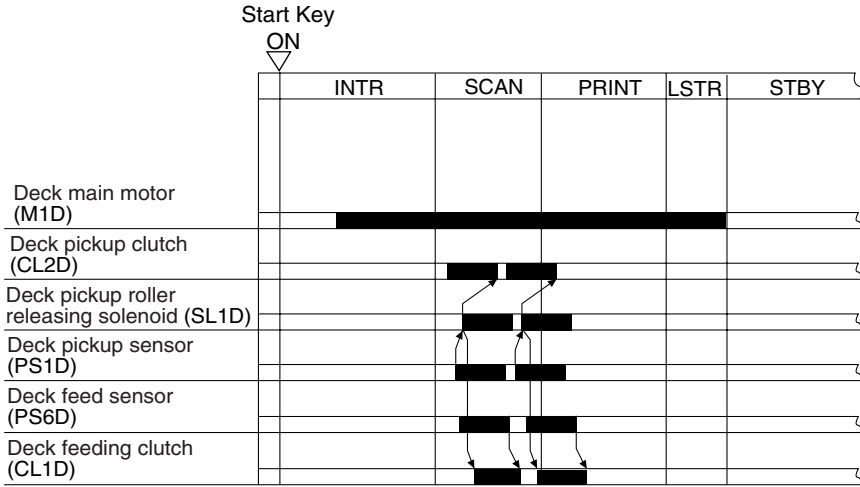 Start Key
ON
INTR SCAN PRINT LSTR STBY
Deck main motor
(M1D)
Deck pickup clutch
(CL2D)
Deck pickup roller
releasing solenoid (SL1D)
Deck pickup sensor
(PS1D)
Deck feed sensor
(PS6D)
Deck feeding clutch
(CL1D)